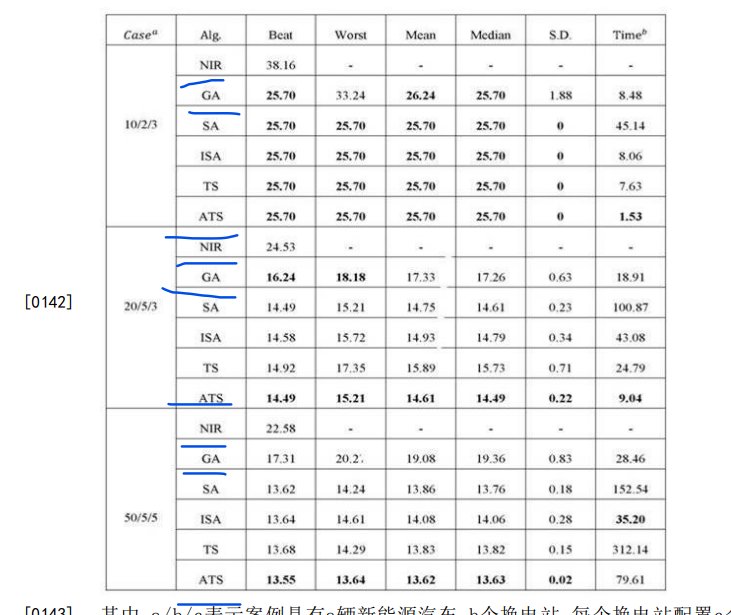 Caseᵃ Alg. Beat Worst Mean Median S.D. Timeᵇ
NIR 38.16 - - - - -
GA 25.70 33.24 26.24 25.70 1.88 8.48
10/2/3 SA 25.70 25.70 25.70 25.70 0 45.14
ISA 25.70 25.70 25.70 25.70 0 8.06
TS 25.70 25.70 25.70 25.70 0 7.63
ATS 25.70 25.70 25.70 25.70 0 1.53
NIR 24.53 - - - - -
GA 16.24 18.18 17.33 17.26 0.63 18.91
[0142] 20/5/3 SA 14.49 15.21 14.75 14.61 0.23 100.87
ISA 14.58 15.72 14.93 14.79 0.34 43.08
TS 14.92 17.35 15.89 15.73 0.71 24.79
ATS 14.49 15.21 14.61 14.49 0.22 9.04
NIR 22.58 - - - - -
GA 17.31 20.2 19.08 19.36 0.83 28.46
SA 13.62 14.24 13.86 13.76 0.18 152.54
50/5/5 ISA 13.64 14.61 14.08 14.06 0.28 35.20
TS 13.68 14.29 13.83 13.82 0.15 312.14
ATS 13.55 13.64 13.62 13.63 0.02 79.61
[0143] 其中,a/b/c表示案例具有a辆新能源汽车,b个换电站,每个换电站配置c个